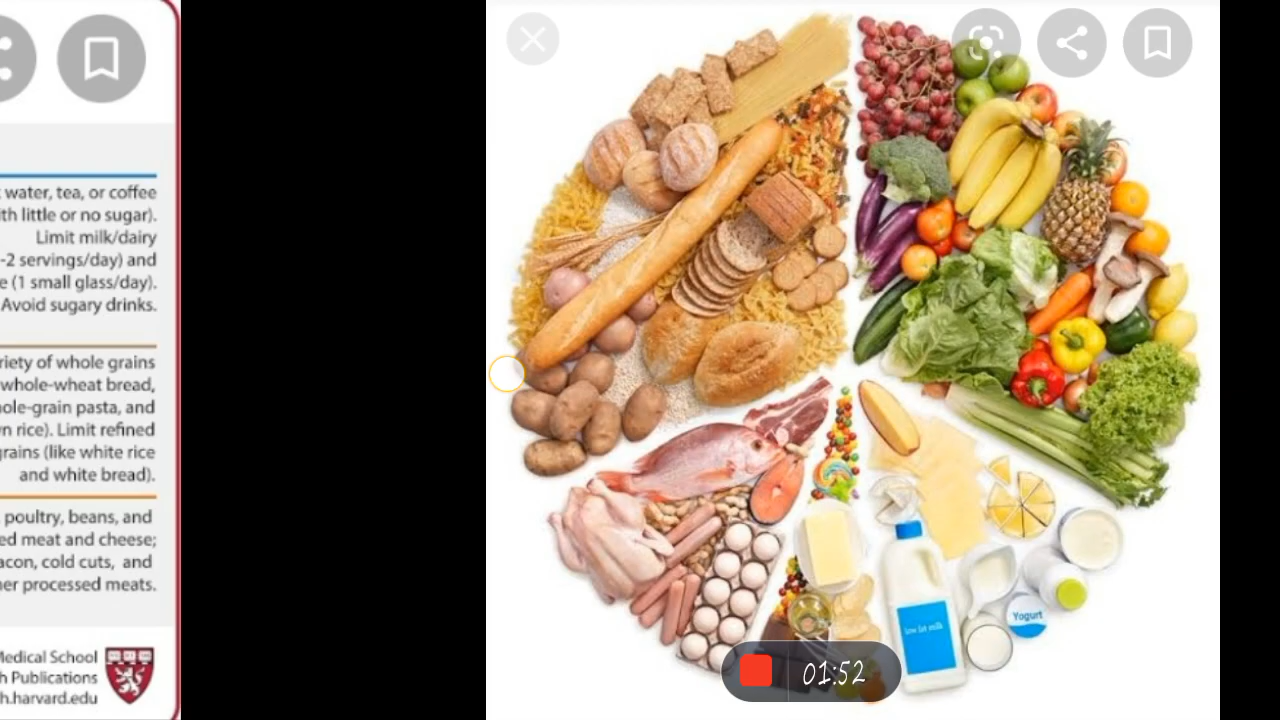 water, tea, or coffee
ith little or no sugar).
Limit milk/dairy
-2 servings/day) and
e (1 small glass/day).
Avoid sugary drinks.
riety of whole grains
whole-wheat bread,
ole-grain pasta, and
n rice). Limit refined
grains (like white rice
and white bread).
poultry, beans, and
ed meat and cheese;
acon, cold cuts, and
er processed meats.
Medical School
h Publications
h.harvard.edu
low fat milk
Yogurt
01:52